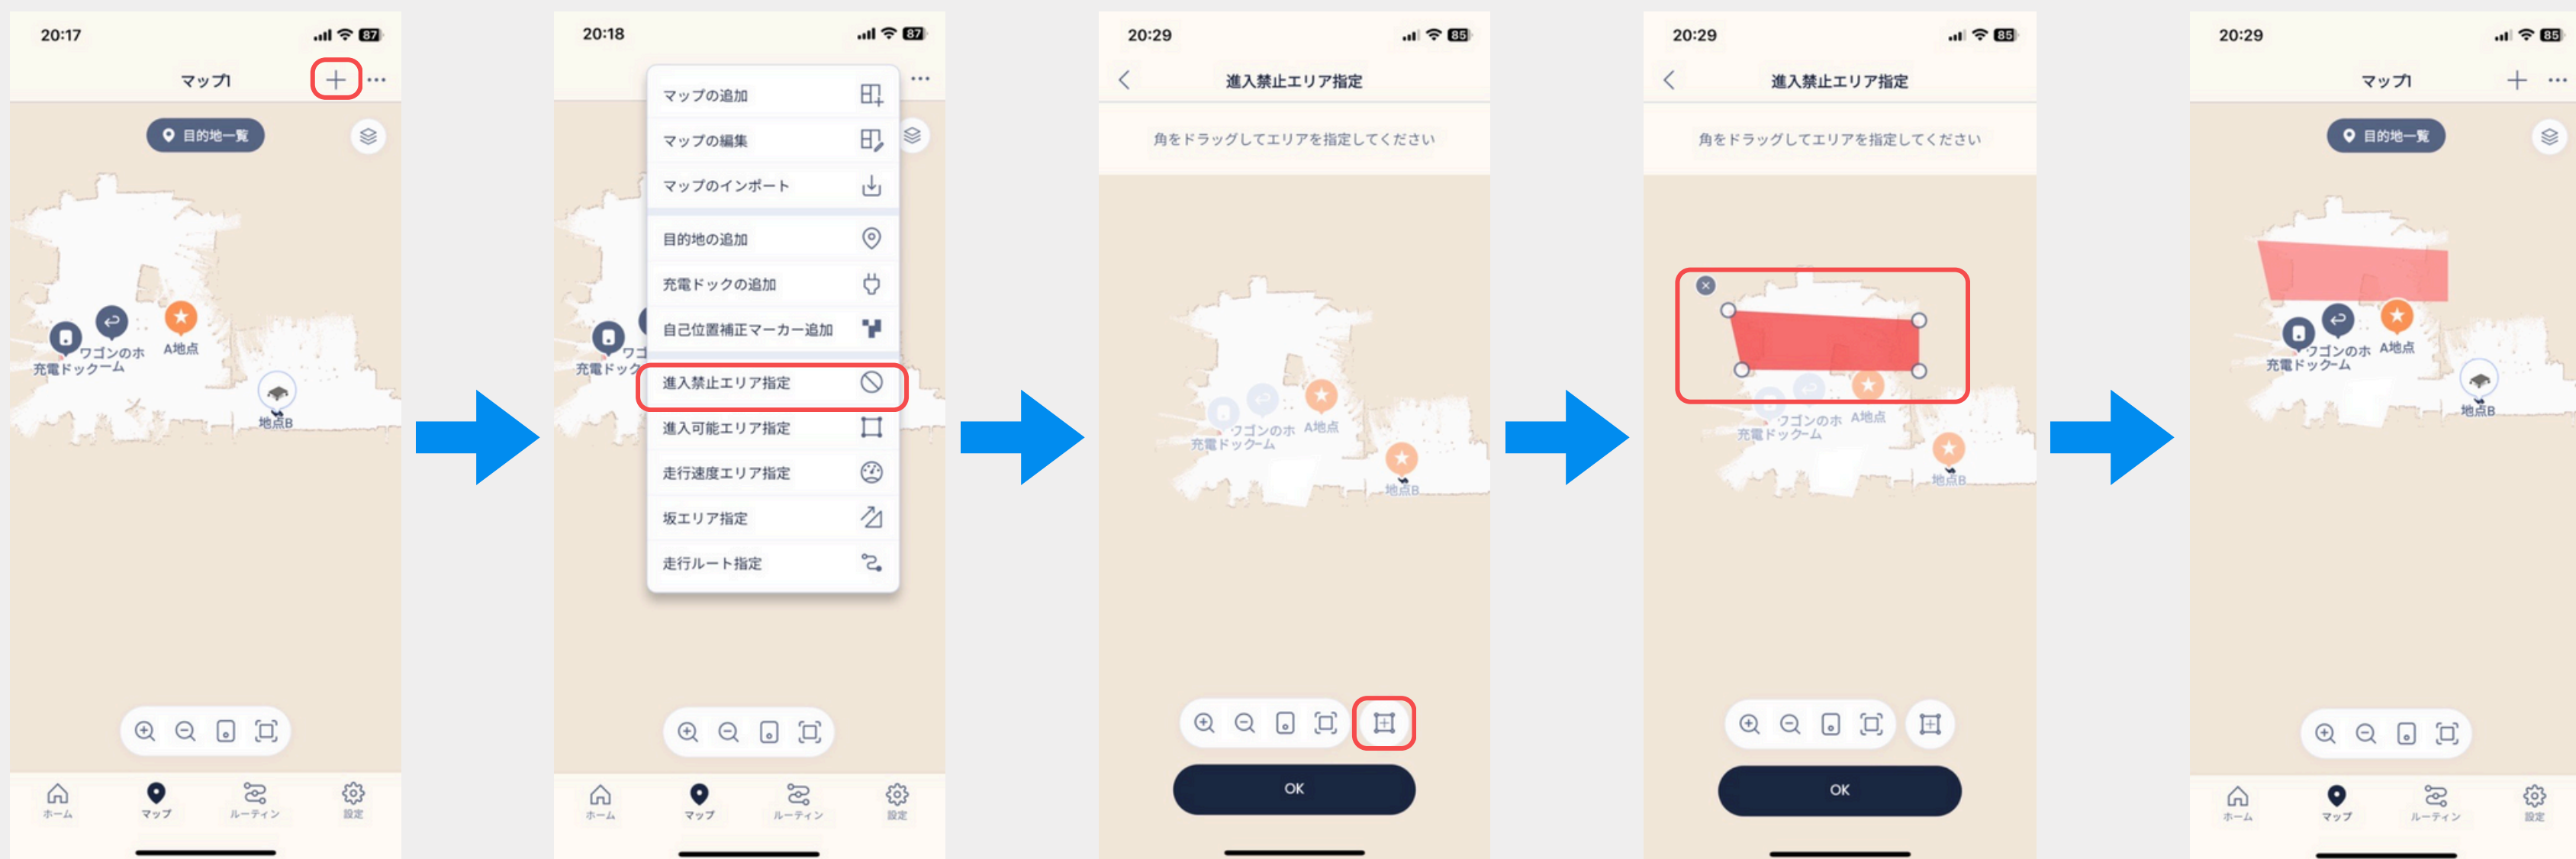 20:17
87
マップ1
目的地一覧
ワゴンのホ
ーム
充電ドック
A地点
地点B
ホーム
マップ
ルーティン
設定
20:18
87
マップの追加
マップの編集
マップのインポート
目的地の追加
充電ドックの追加
自己位置補正マーカー追加
進入禁止エリア指定
進入可能エリア指定
走行速度エリア指定
坂エリア指定
走行ルート指定
ワゴ
充電ドック
ホーム
マップ
ルーティン
設定
20:29
85
進入禁止エリア指定
角をドラッグしてエリアを指定してください
ワゴンのホ
ーム
充電ドック
A地点
地点B
OK
20:29
85
進入禁止エリア指定
角をドラッグしてエリアを指定してください
ワゴンのホ
ーム
充電ドック
A地点
地点B
OK
20:29
85
マップ1
目的地一覧
ワゴンのホ
ーム
充電ドック
A地点
地点B
ホーム
マップ
ルーティン
設定